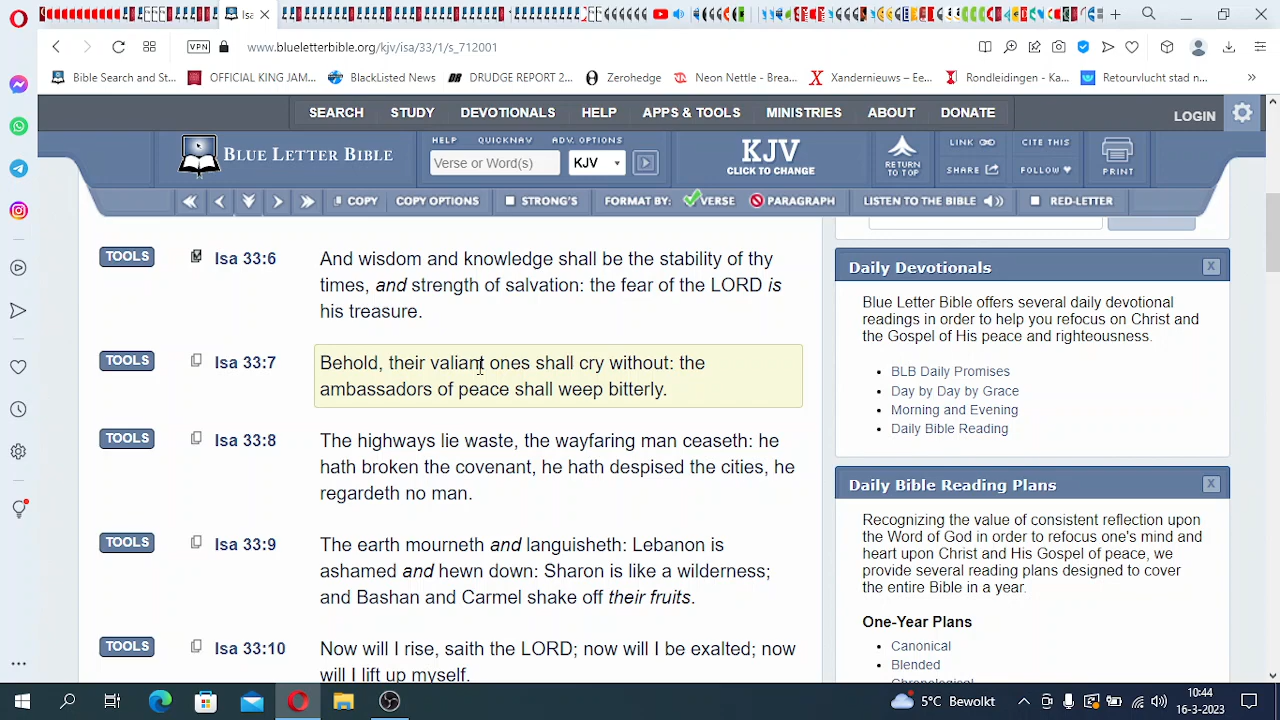 Isa
www.blueletterbible.org/kjv/isa/33/1/s_712001
VPN
Bible Search and St...
OFFICIAL KING JAM...
BlackListed News
DRUDGE REPORT 2...
Zerohedge
Neon Nettle - Brea...
Xandernieuws – Ee...
Rondleidingen - Ka...
Retourvlucht stad n...
SEARCH STUDY DEVOTIONALS HELP APPS & TOOLS MINISTRIES ABOUT DONATE
LOGIN
BLUE LETTER BIBLE
HELP QUICKNAV ADV. OPTIONS
Verse or Word(s)
KJV
KJV
CLICK TO CHANGE
RETURN
TO TOP
LINK
CITE THIS
SHARE
FOLLOW
PRINT
COPY
COPY OPTIONS
STRONG'S
FORMAT BY:
VERSE
PARAGRAPH
LISTEN TO THE BIBLE
RED-LETTER
TOOLS
Isa 33:6
And wisdom and knowledge shall be the stability of thy
times, and strength of salvation: the fear of the LORD is
his treasure.
TOOLS
Isa 33:7
Behold, their valiant ones shall cry without: the
ambassadors of peace shall weep bitterly.
TOOLS
Isa 33:8
The highways lie waste, the wayfaring man ceaseth: he
hath broken the covenant, he hath despised the cities, he
regardeth no man.
TOOLS
Isa 33:9
The earth mourneth and languisheth: Lebanon is
ashamed and hewn down: Sharon is like a wilderness;
and Bashan and Carmel shake off their fruits.
TOOLS
Isa 33:10
Now will I rise, saith the LORD; now will I be exalted; now
will I lift up myself.
Daily Devotionals
X
Blue Letter Bible offers several daily devotional
readings in order to help you refocus on Christ and
the Gospel of His peace and righteousness.
BLB Daily Promises
Day by Day by Grace
Morning and Evening
Daily Bible Reading
Daily Bible Reading Plans
X
Recognizing the value of consistent reflection upon
the Word of God in order to refocus one's mind and
heart upon Christ and His Gospel of peace, we
provide several reading plans designed to cover
the entire Bible in a year.
One-Year Plans
Canonical
Blended
Chronological
5°C Bewolkt
10:44
16-3-2023